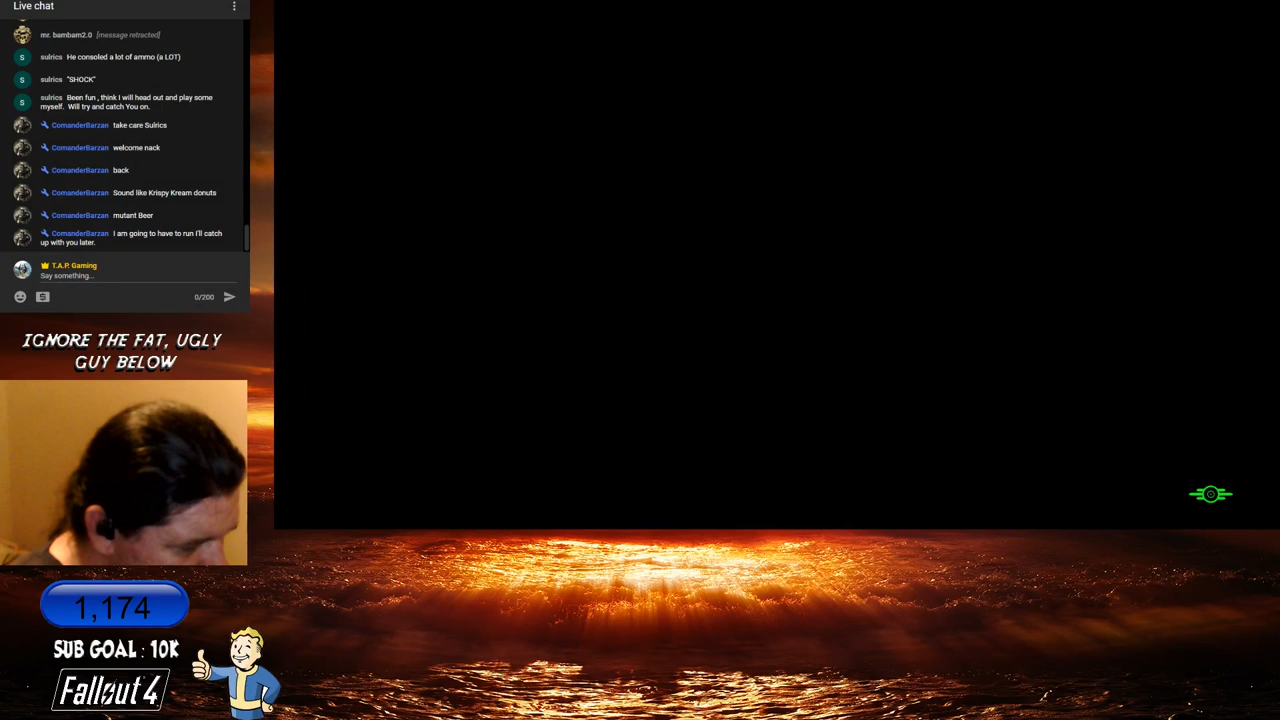 Live chat
mr. bambam2.0 [message retracted]
sulrics He consoled a lot of ammo (a LOT)
sulrics "SHOCK"
sulrics Been fun , think I will head out and play some
myself. Will try and catch You on.
ComanderBarzan take care Sulrics
ComanderBarzan welcome nack
ComanderBarzan back
ComanderBarzan Sound like Krispy Kream donuts
ComanderBarzan mutant Beer
ComanderBarzan I am going to have to run I'll catch
up with you later.
T.A.P. Gaming
Say something...
0/200
IGNORE THE FAT, UGLY
GUY BELOW
1,174
SUB GOAL : 10K
Fallout 4